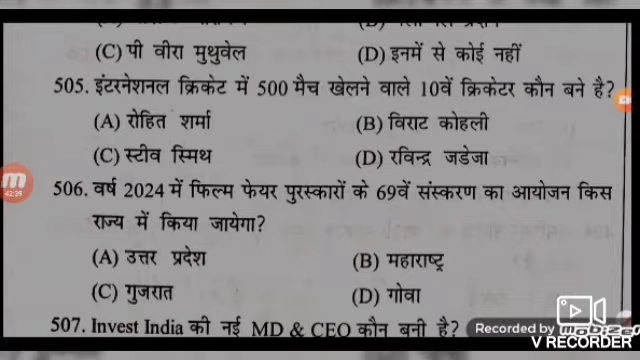 (C) पी वीरा मुथुवेल (D) इनमें से कोई नहीं
505. इंटरनेशनल क्रिकेट में 500 मैच खेलने वाले 10वें क्रिकेटर कौन बने है?
(A) रोहित शर्मा (B) विराट कोहली
(C) स्टीव स्मिथ (D) रविन्द्र जडेजा
42:39
506. वर्ष 2024 में फिल्म फेयर पुरस्कारों के 69वें संस्करण का आयोजन किस
राज्य में किया जायेगा?
(A) उत्तर प्रदेश (B) महाराष्ट्र
(C) गुजरात (D) गोवा
507. Invest India की नई MD & CEO कौन बनी है?
Recorded by
V RECORDER